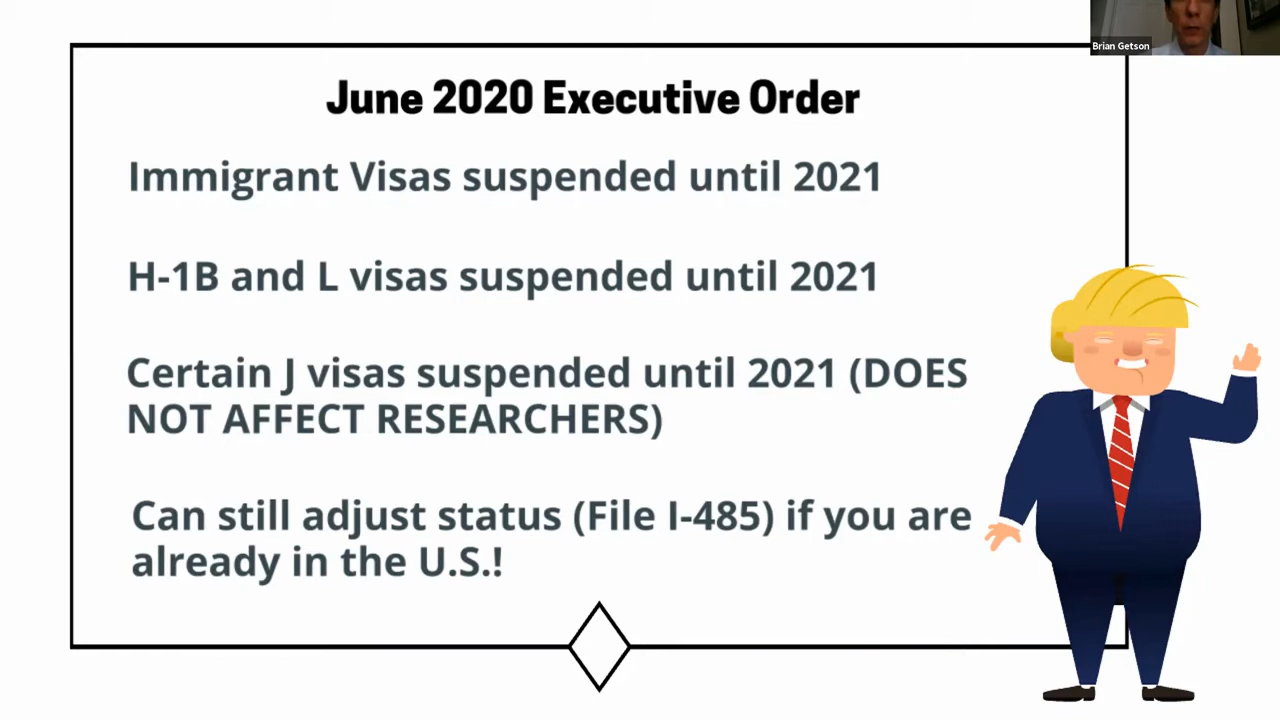 Brian Getson
June 2020 Executive Order
Immigrant Visas suspended until 2021
H-1B and L visas suspended until 2021
Certain J visas suspended until 2021 (DOES
NOT AFFECT RESEARCHERS)
Can still adjust status (File I-485) if you are
already in the U.S.!